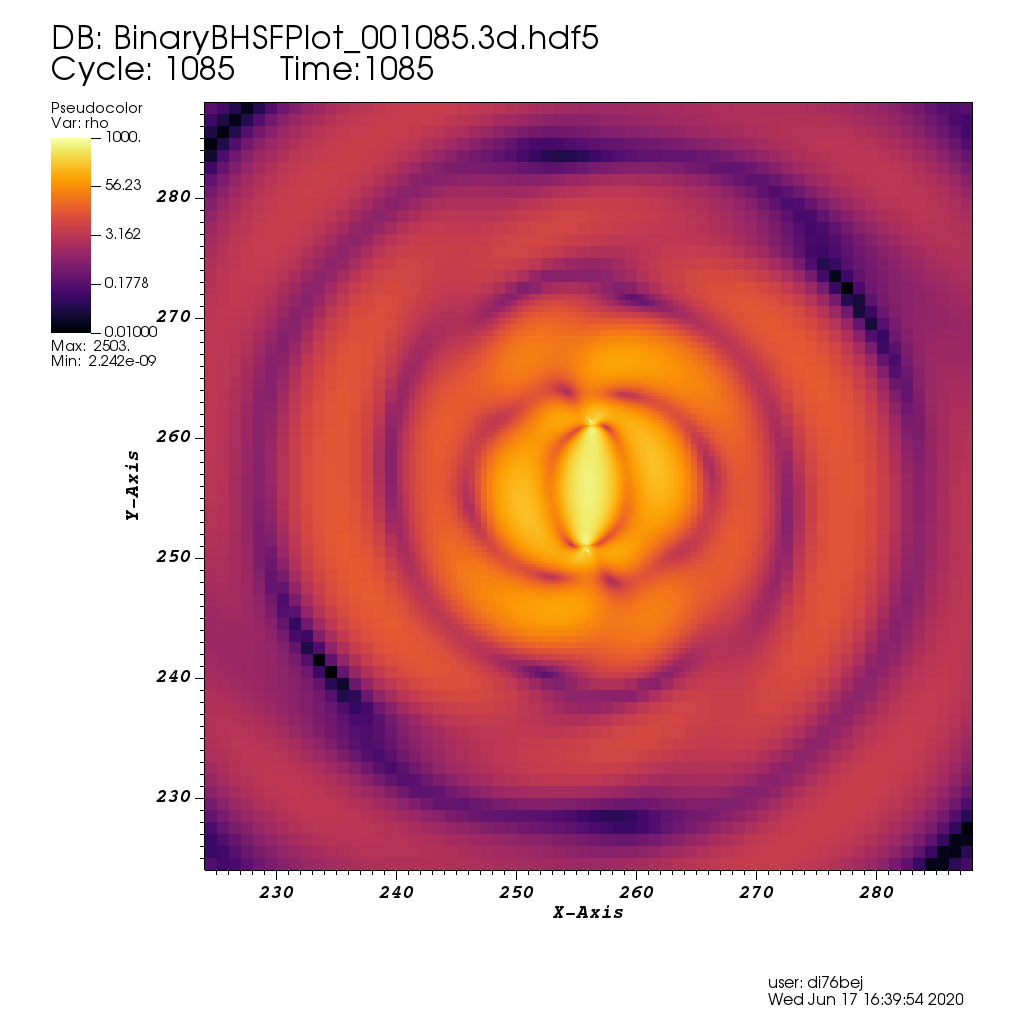 DB: BinaryBHSFPlot_001085.3d.hdf5
Cycle: 1085 Time:1085
Pseudocolor
Var: rho
1000.
56.23
3.162
0.1778
0.01000
Max: 2503.
Min: 2.242e-09
280
270
260
250
240
230
Y-Axis
230 240 250 260 270 280
X-Axis
user: di76bej
Wed Jun 17 16:39:54 2020